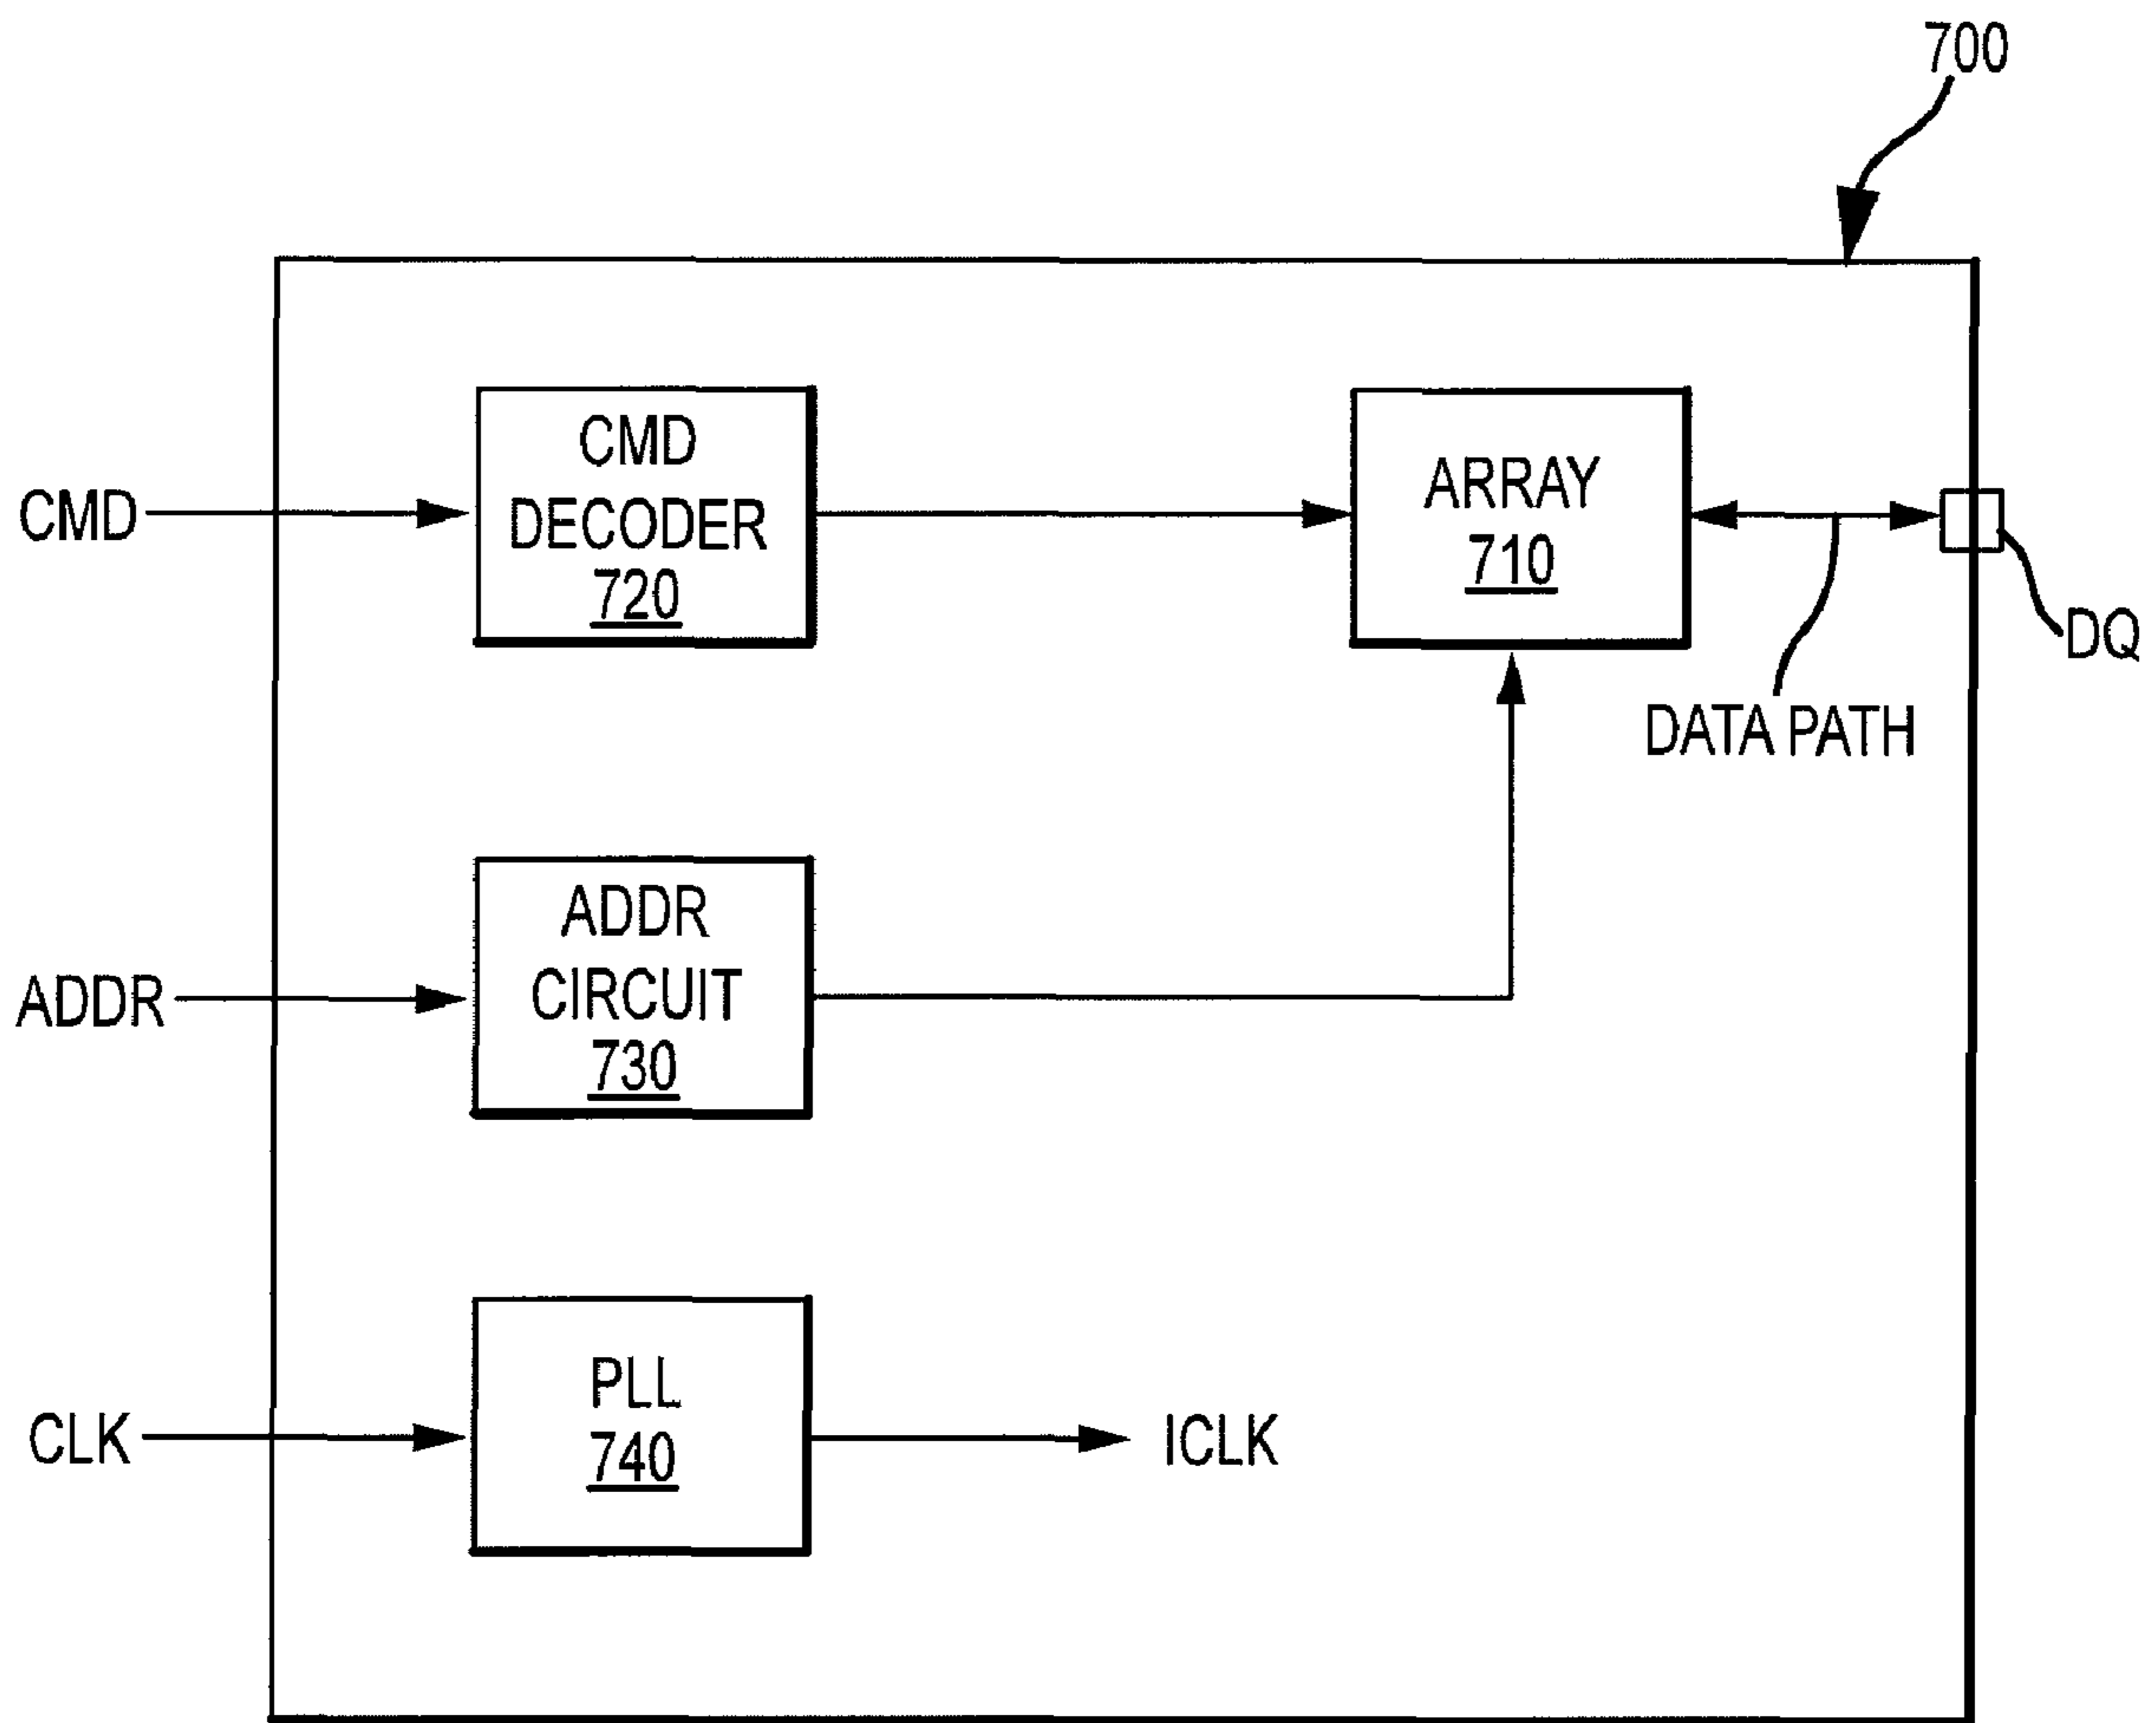 700
CMD
CMD
DECODER
720
ARRAY
710
DQ
DATA PATH
ADDR
ADDR
CIRCUIT
730
CLK
PLL
740
ICLK